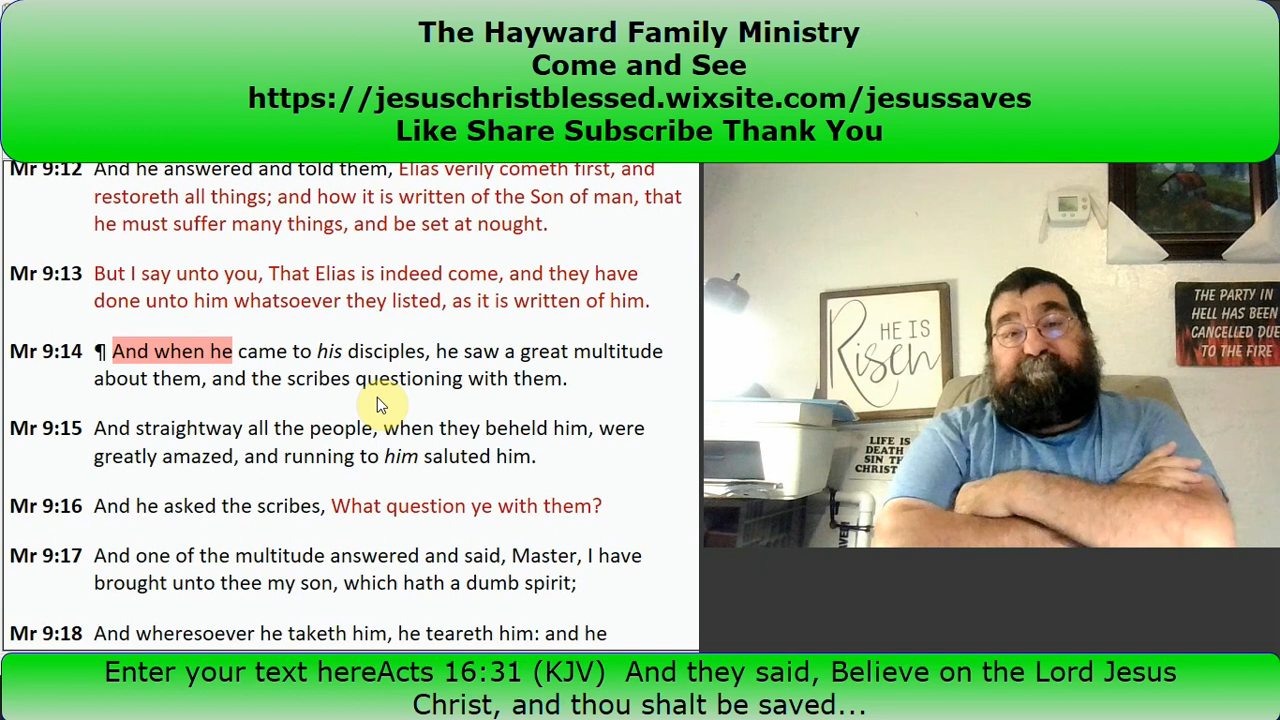 The Hayward Family Ministry
Come and See
https://jesuschristblessed.wixsite.com/jesussaves
Like Share Subscribe Thank You
Mr 9:12 And he answered and told them, Elias verily cometh first, and
restoreth all things; and how it is written of the Son of man, that
he must suffer many things, and be set at nought.
Mr 9:13 But I say unto you, That Elias is indeed come, and they have
done unto him whatsoever they listed, as it is written of him.
Mr 9:14 ¶ And when he came to his disciples, he saw a great multitude
about them, and the scribes questioning with them.
Mr 9:15 And straightway all the people, when they beheld him, were
greatly amazed, and running to him saluted him.
Mr 9:16 And he asked the scribes, What question ye with them?
Mr 9:17 And one of the multitude answered and said, Master, I have
brought unto thee my son, which hath a dumb spirit;
Mr 9:18 And wheresoever he taketh him, he teareth him: and he
HE IS
Risen
THE PARTY IN
HELL HAS BEEN
CANCELLED DUE
TO THE FIRE
LIFE IS
DEATH
SIN TH
CHRIST
Enter your text hereActs 16:31 (KJV) And they said, Believe on the Lord Jesus
Christ, and thou shalt be saved...